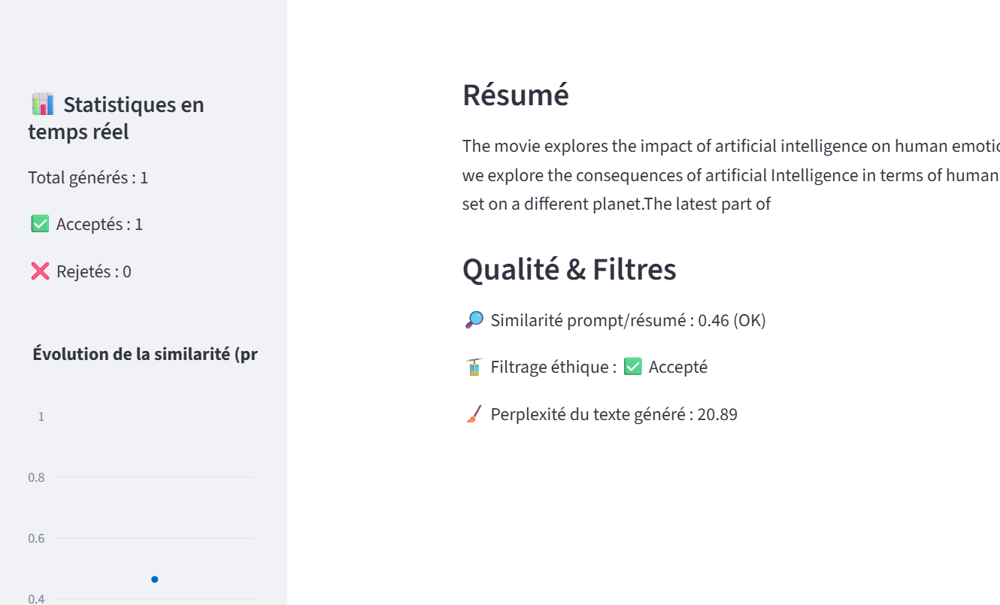 📊 Statistiques en
temps réel
Total générés : 1
✅ Acceptés : 1
❌ Rejetés : 0
Évolution de la similarité (pr
1
0.8
0.6
0.4
Résumé
The movie explores the impact of artificial intelligence on human
we explore the consequences of artificial Intelligence in terms of human
set on a different planet.The latest part of
Qualité & Filtres
🔎 Similarité prompt/résumé : 0.46 (OK)
🚡 Filtrage éthique : ✅ Accepté
🧹 Perplexité du texte généré : 20.89